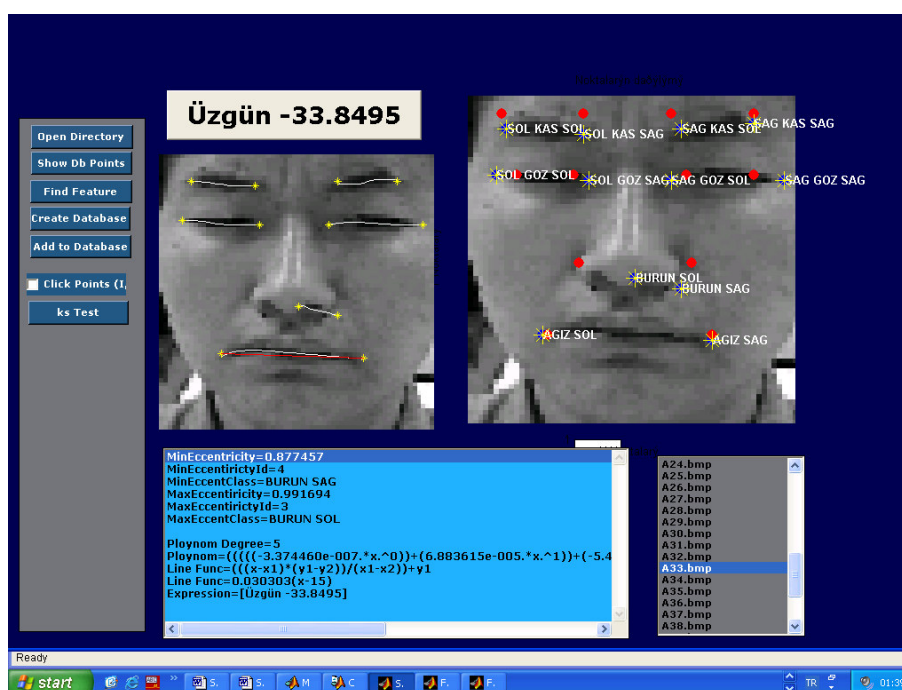 Üzgün -33.8495
Open Directory
Show Db Points
Find Feature
Create Database
Add to Database
Click Points (I,
ks Test
SOL KAS SOL
SOL KAS SAG
SAG KAS SOL
SAG KAS SAG
SOL GOZ SOL
SOL GOZ SAG
SAG GOZ SOL
SAG GOZ SAG
BURUN SOL
BURUN SAG
AGIZ SOL
AGIZ SAG
MinEccentricity=0.877457
MinEccentirictyId=4
MinEccentClass=BURUN SAG
MaxEccentiricity=0.991694
MaxEccentirictyId=3
MaxEccentClass=BURUN SOL
Ploynom Degree=5
Ploynom=(((((-3.374460e-007.*x.^0))+(6.883615e-005.*x.^1))+(-5.4
Line Func=(((x-x1)*(y1-y2))/(x1-x2))+y1
Line Func=0.030303(x-15)
Expression=[Üzgün -33.8495]
A24.bmp
A25.bmp
A26.bmp
A27.bmp
A28.bmp
A29.bmp
A30.bmp
A31.bmp
A32.bmp
A33.bmp
A34.bmp
A35.bmp
A36.bmp
A37.bmp
A38.bmp
Ready
start
S.
S.
M
C
S.
F.
F.
TR
01:39